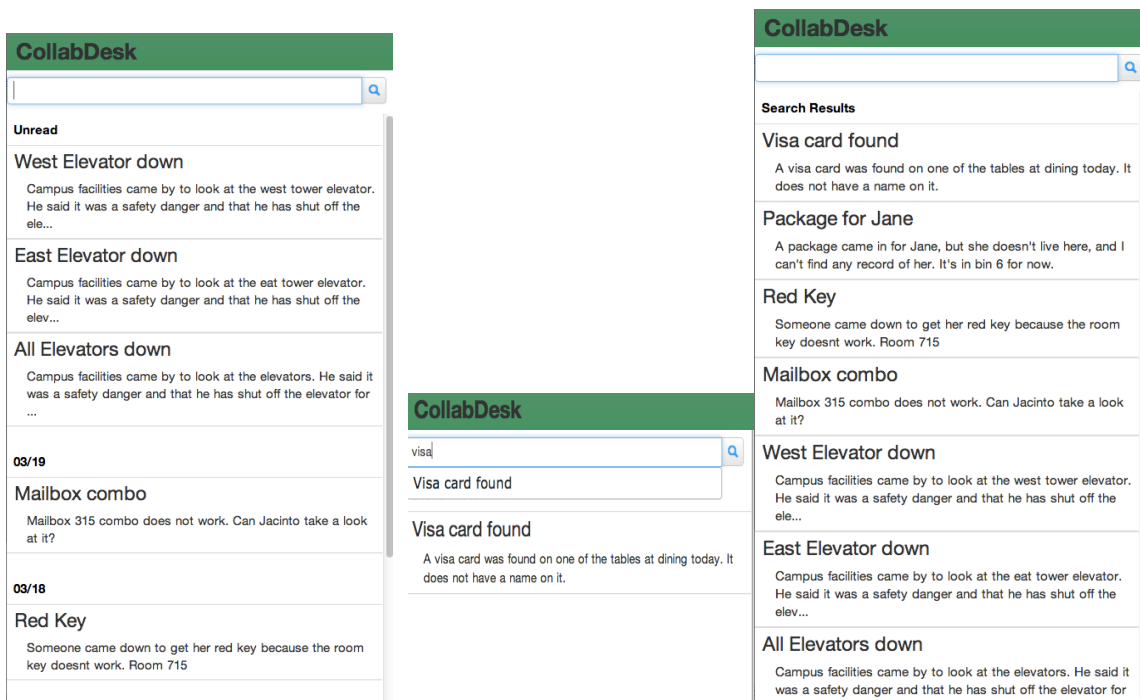 CollabDesk
Unread
West Elevator down
Campus facilities came by to look at the west tower elevator.
He said it was a safety danger and that he has shut off the
ele...
East Elevator down
Campus facilities came by to look at the eat tower elevator.
He said it was a safety danger and that he has shut off the
elev...
All Elevators down
Campus facilities came by to look at the elevators. He said it
was a safety danger and that he has shut off the elevator for
...
03/19
Mailbox combo
Mailbox 315 combo does not work. Can Jacinto take a look
at it?
03/18
Red Key
Someone came down to get her red key because the room
key doesnt work. Room 715
CollabDesk
visa
Visa card found
Visa card found
A visa card was found on one of the tables at dining today. It
does not have a name on it.
CollabDesk
Search Results
Visa card found
A visa card was found on one of the tables at dining today. It
does not have a name on it.
Package for Jane
A package came in for Jane, but she doesn't live here, and I
can't find any record of her. It's in bin 6 for now.
Red Key
Someone came down to get her red key because the room
key doesnt work. Room 715
Mailbox combo
Mailbox 315 combo does not work. Can Jacinto take a look
at it?
West Elevator down
Campus facilities came by to look at the west tower elevator.
He said it was a safety danger and that he has shut off the
ele...
East Elevator down
Campus facilities came by to look at the eat tower elevator.
He said it was a safety danger and that he has shut off the
elev...
All Elevators down
Campus facilities came by to look at the elevators. He said it
was a safety danger and that he has shut off the elevator for